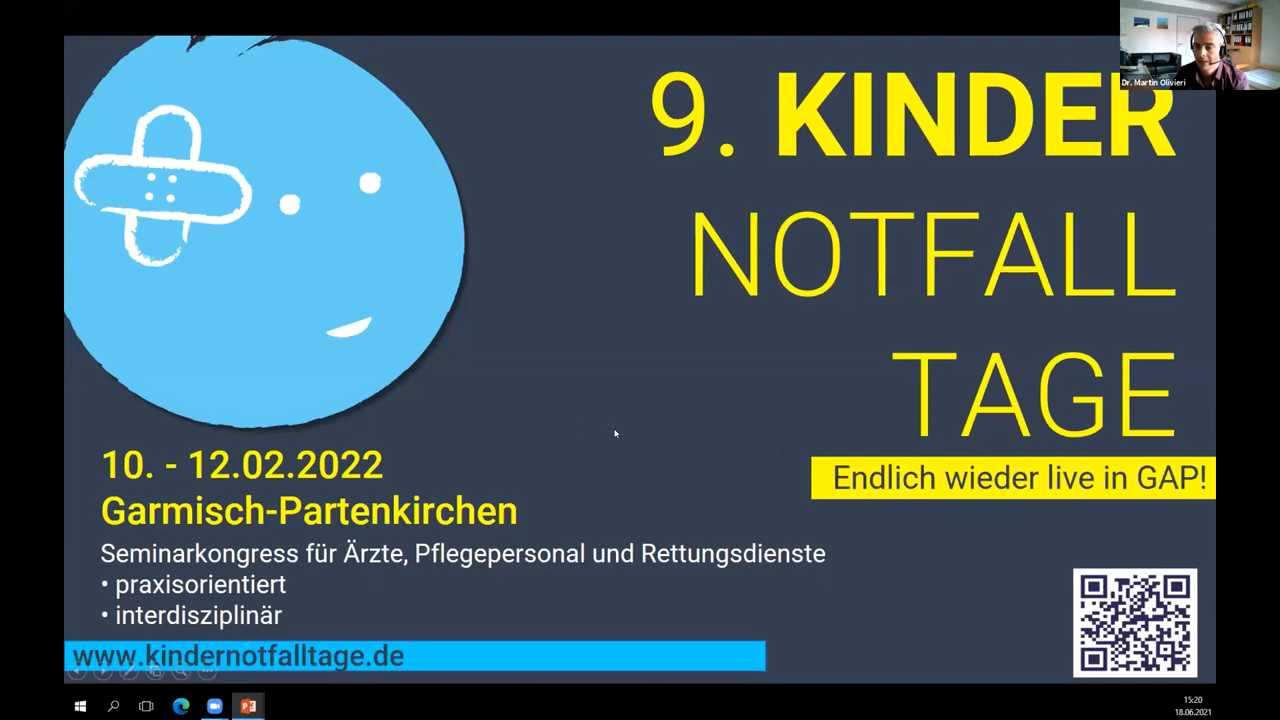 Dr. Martin Olivieri
9. KINDER
NOTFALL
TAGE
Endlich wieder live in GAP!
10. - 12.02.2022
Garmisch-Partenkirchen
Seminarkongress für Ärzte, Pflegepersonal und Rettungsdienste
• praxisorientiert
• interdisziplinär
www.kindernotfalltage.de
15:20
18.06.2021